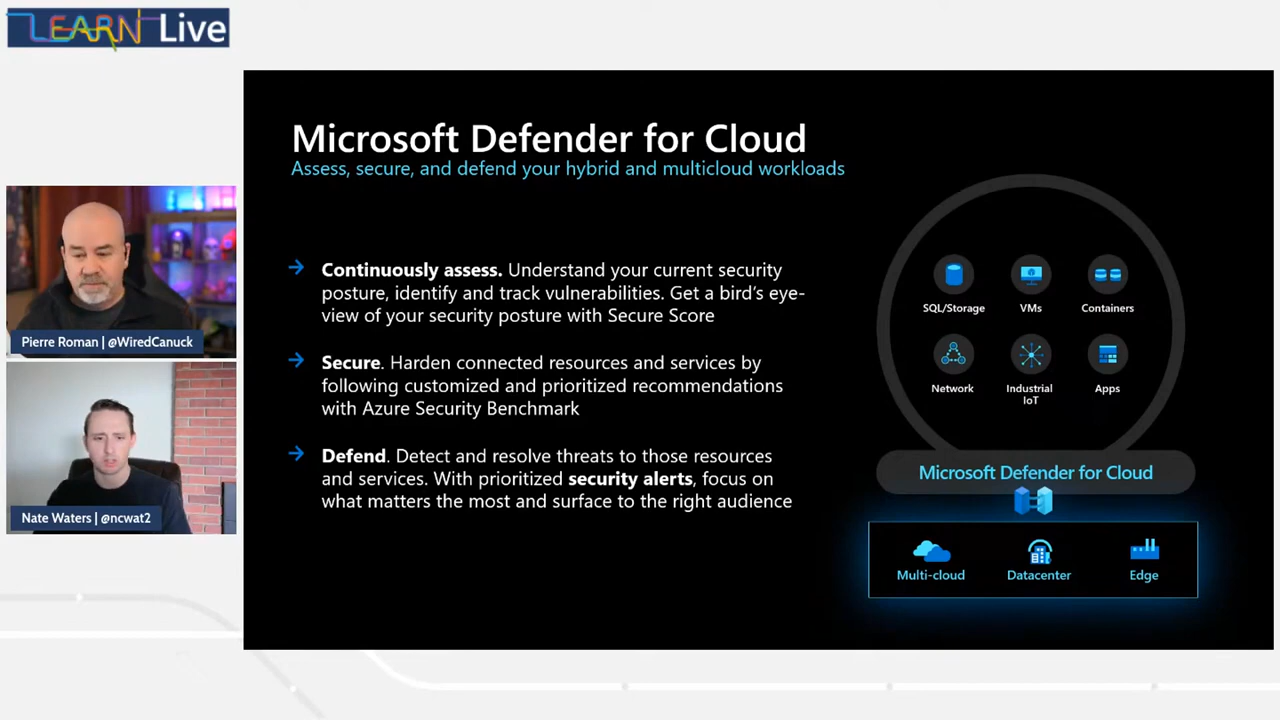 LEARN Live
Microsoft Defender for Cloud
Assess, secure, and defend your hybrid and multicloud workloads
Continuously assess. Understand your current security
posture, identify and track vulnerabilities. Get a bird's eye-
view of your security posture with Secure Score
Secure. Harden connected resources and services by
following customized and prioritized recommendations
with Azure Security Benchmark
Defend. Detect and resolve threats to those resources
and services. With prioritized security alerts, focus on
what matters the most and surface to the right audience
SQL/Storage
VMs
Containers
Network
Industrial
IoT
Apps
Microsoft Defender for Cloud
Multi-cloud
Datacenter
Edge
Pierre Roman | @WiredCanuck
Nate Waters | @ncwat2